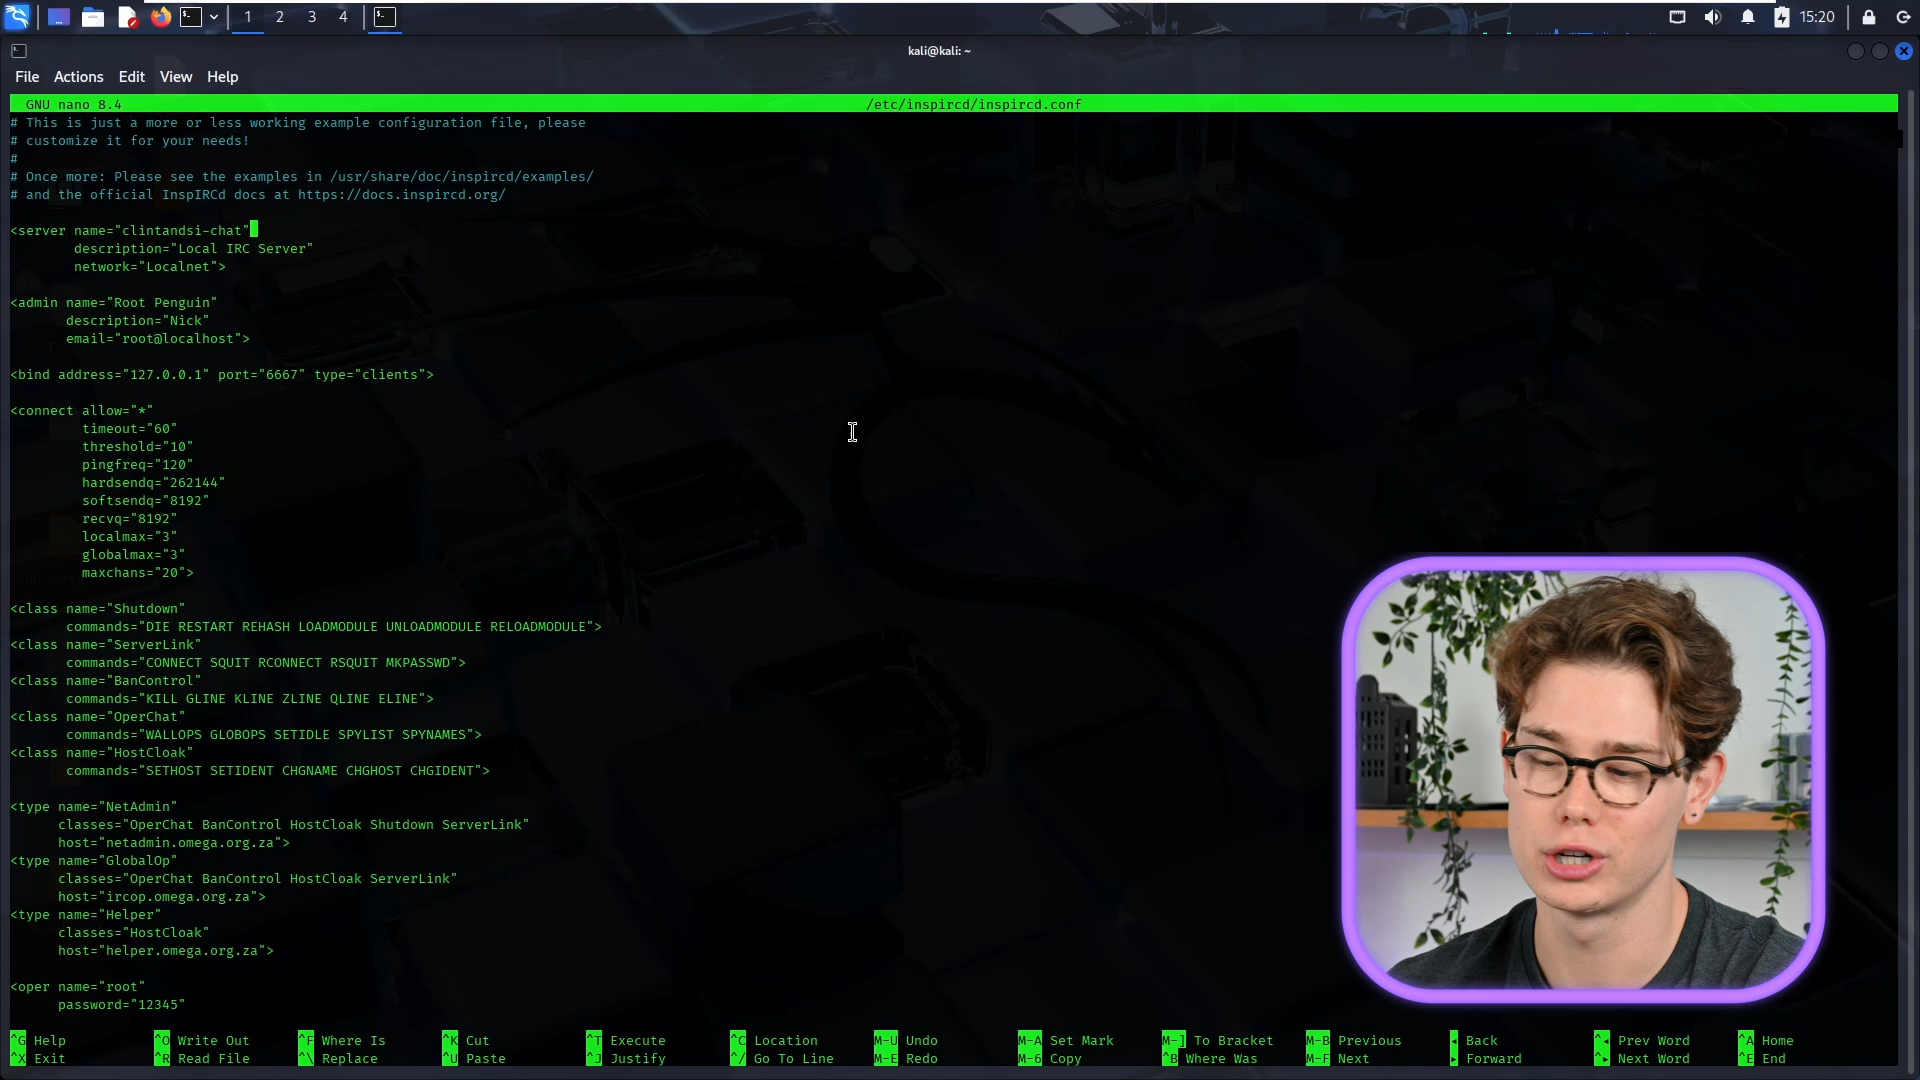 1 2 3 4
15:20
kali@kali: ~
File Actions Edit View Help
GNU nano 8.4 /etc/inspircd/inspircd.conf
# This is just a more or less working example configuration file, please
# customize it for your needs!
#
# Once more: Please see the examples in /usr/share/doc/inspircd/examples/
# and the official InspIRCd docs at https://docs.inspircd.org/
<server name="clintandsi-chat"
description="Local IRC Server"
network="Localnet">
<admin name="Root Penguin"
description="Nick"
email="root@localhost">
<bind address="127.0.0.1" port="6667" type="clients">
<connect allow="*"
timeout="60"
threshold="10"
pingfreq="120"
hardsendq="262144"
softsendq="8192"
recvq="8192"
localmax="3"
globalmax="3"
maxchans="20">
<class name="Shutdown"
commands="DIE RESTART REHASH LOADMODULE UNLOADMODULE RELOADMODULE">
<class name="ServerLink"
commands="CONNECT SQUIT RCONNECT RSQUIT MKPASSWD">
<class name="BanControl"
commands="KILL GLINE KLINE ZLINE QLINE ELINE">
<class name="OperChat"
commands="WALLOPS GLOBOPS SETIDLE SPYLIST SPYNAMES">
<class name="HostCloak"
commands="SETHOST SETIDENT CHGNAME CHGHOST CHGIDENT">
<type name="NetAdmin"
classes="OperChat BanControl HostCloak Shutdown ServerLink"
host="netadmin.omega.org.za">
<type name="GlobalOp"
classes="OperChat BanControl HostCloak ServerLink"
host="ircop.omega.org.za">
<type name="Helper"
classes="HostCloak"
host="helper.omega.org.za">
<oper name="root"
password="12345"
^G Help ^O Write Out ^F Where Is ^K Cut ^T Execute ^C Location M-U Undo M-A Set Mark M-] To Bracket M-B Previous ◂ Back ^◂ Prev Word ^A Home
^X Exit ^R Read File ^\ Replace ^U Paste ^J Justify ^/ Go To Line M-E Redo M-6 Copy ^B Where Was M-F Next ▸ Forward ^▸ Next Word ^E End